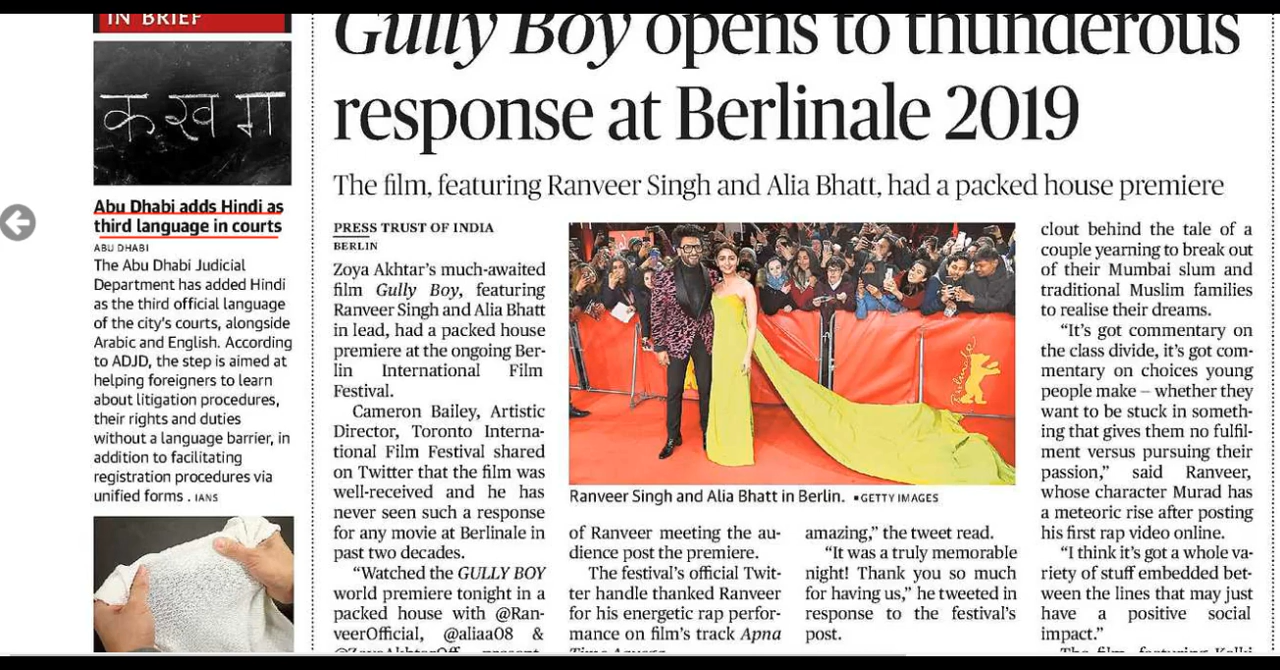 IN BRIEF
क ख ग
Abu Dhabi adds Hindi as
third language in courts
ABU DHABI
The Abu Dhabi Judicial
Department has added Hindi
as the third official language
of the city's courts, alongside
Arabic and English. According
to ADJD, the step is aimed at
helping foreigners to learn
about litigation procedures,
their rights and duties
without a language barrier, in
addition to facilitating
registration procedures via
unified forms . IANS
Gully Boy opens to thunderous
response at Berlinale 2019
The film, featuring Ranveer Singh and Alia Bhatt, had a packed house premiere
PRESS TRUST OF INDIA
BERLIN
Zoya Akhtar's much-awaited
film Gully Boy, featuring
Ranveer Singh and Alia Bhatt
in lead, had a packed house
premiere at the ongoing Ber-
lin International Film
Festival.
Cameron Bailey, Artistic
Director, Toronto Interna-
tional Film Festival shared
on Twitter that the film was
well-received and he has
never seen such a response
for any movie at Berlinale in
past two decades.
"Watched the GULLY BOY
world premiere tonight in a
packed house with @Ran-
veerOfficial, @aliaa08 &
Berlinale
Ranveer Singh and Alia Bhatt in Berlin. ▪GETTY IMAGES
of Ranveer meeting the au-
dience post the premiere.
The festival's official Twit-
ter handle thanked Ranveer
for his energetic rap perfor-
mance on film's track Apna
amazing," the tweet read.
"It was a truly memorable
night! Thank you so much
for having us," he tweeted in
response to the festival's
post.
clout behind the tale of a
couple yearning to break out
of their Mumbai slum and
traditional Muslim families
to realise their dreams.
"It's got commentary on
the class divide, it's got com-
mentary on choices young
people make – whether they
want to be stuck in someth-
ing that gives them no fulfil-
ment versus pursuing their
passion," said Ranveer,
whose character Murad has
a meteoric rise after posting
his first rap video online.
"I think it's got a whole va-
riety of stuff embedded bet-
ween the lines that may just
have a positive social
impact."